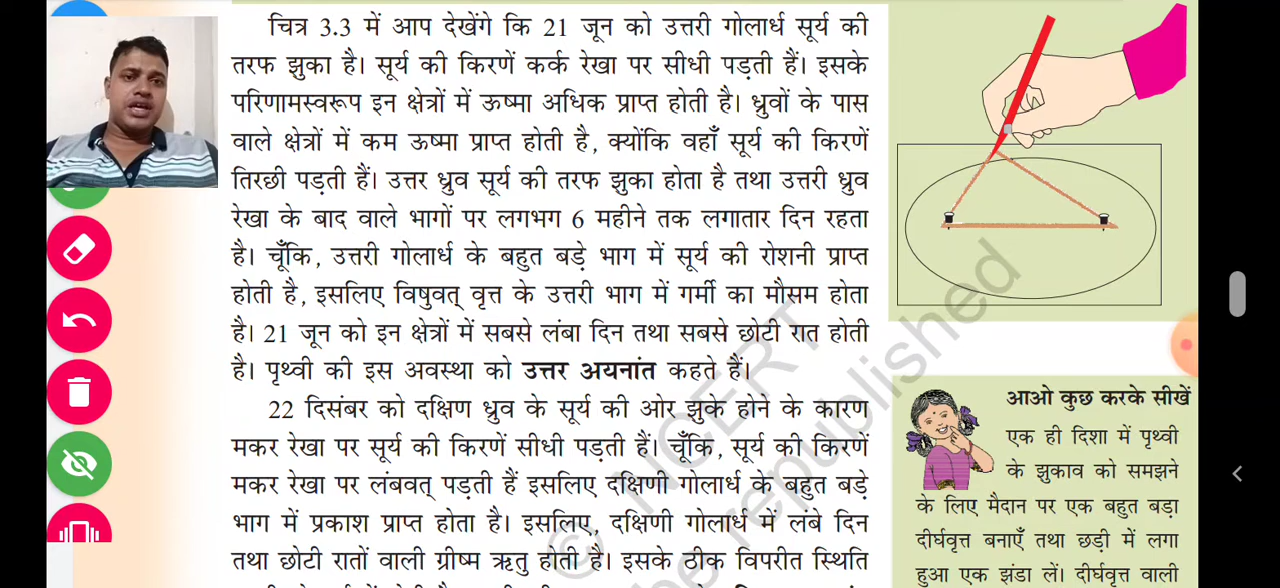 चित्र 3.3 में आप देखेंगे कि 21 जून को उत्तरी गोलार्ध सूर्य की
तरफ झुका है। सूर्य की किरणें कर्क रेखा पर सीधी पड़ती हैं। इसके
परिणामस्वरूप इन क्षेत्रों में ऊष्मा अधिक प्राप्त होती है। ध्रुवों के पास
वाले क्षेत्रों में कम ऊष्मा प्राप्त होती है, क्योंकि वहाँ सूर्य की किरणें
तिरछी पड़ती हैं। उत्तर ध्रुव सूर्य की तरफ झुका होता है तथा उत्तरी ध्रुव
रेखा के बाद वाले भागों पर लगभग 6 महीने तक लगातार दिन रहता
है। चूँकि, उत्तरी गोलार्ध के बहुत बड़े भाग में सूर्य की रोशनी प्राप्त
होती है, इसलिए विषुवत् वृत्त के उत्तरी भाग में गर्मी का मौसम होता
है। 21 जून को इन क्षेत्रों में सबसे लंबा दिन तथा सबसे छोटी रात होती
है। पृथ्वी की इस अवस्था को उत्तर अयनांत कहते हैं।
22 दिसंबर को दक्षिण ध्रुव के सूर्य की ओर झुके होने के कारण
मकर रेखा पर सूर्य की किरणें सीधी पड़ती हैं। चूँकि, सूर्य की किरणें
मकर रेखा पर लंबवत् पड़ती हैं इसलिए दक्षिणी गोलार्ध के बहुत बड़े
भाग में प्रकाश प्राप्त होता है। इसलिए, दक्षिणी गोलार्ध में लंबे दिन
तथा छोटी रातों वाली ग्रीष्म ऋतु होती है। इसके ठीक विपरीत स्थिति
आओ कुछ करके सीखें
एक ही दिशा में पृथ्वी
के झुकाव को समझने
के लिए मैदान पर एक बहुत बड़ा
दीर्घवृत्त बनाएँ तथा छड़ी में लगा
हुआ एक झंडा लें। दीर्घवृत्त वाली
© NCERT
be republished